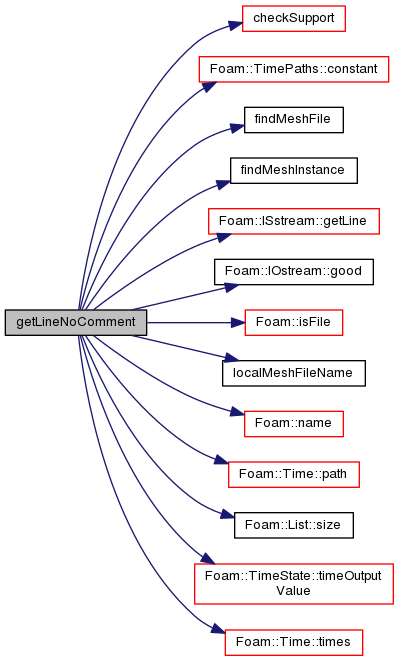 checkSupport
Foam::TimePaths::constant
findMeshFile
findMeshInstance
Foam::ISstream::getLine
Foam::IOstream::good
getLineNoComment
Foam::isFile
localMeshFileName
Foam::name
Foam::Time::path
Foam::List::size
Foam::TimeState::timeOutput
Value
Foam::Time::times